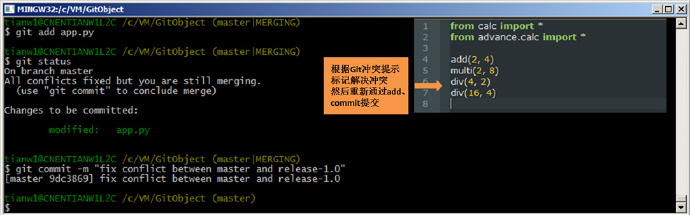 MINGW32:/c/VM/GitObject
tianw1@CNENTIANW1L2C /c/VM/GitObject (master|MERGING)
$ git add app.py
tianw1@CNENTIANW1L2C /c/VM/GitObject (master|MERGING)
$ git status
On branch master
All conflicts fixed but you are still merging.
(use "git commit" to conclude merge)
Changes to be committed:
modified: app.py
tianw1@CNENTIANW1L2C /c/VM/GitObject (master|MERGING)
$ git commit -m "fix conflict between master and release-1.0"
[master 9dc3869] fix conflict between master and release-1.0
tianw1@CNENTIANW1L2C /c/VM/GitObject (master)
$
根据Git冲突提示
标记解决冲突
然后重新通过add、
commit提交
1 from calc import *
2 from advance.calc import *
3
4 add(2, 4)
5 multi(2, 8)
6 div(4, 2)
7 div(16, 4)
8